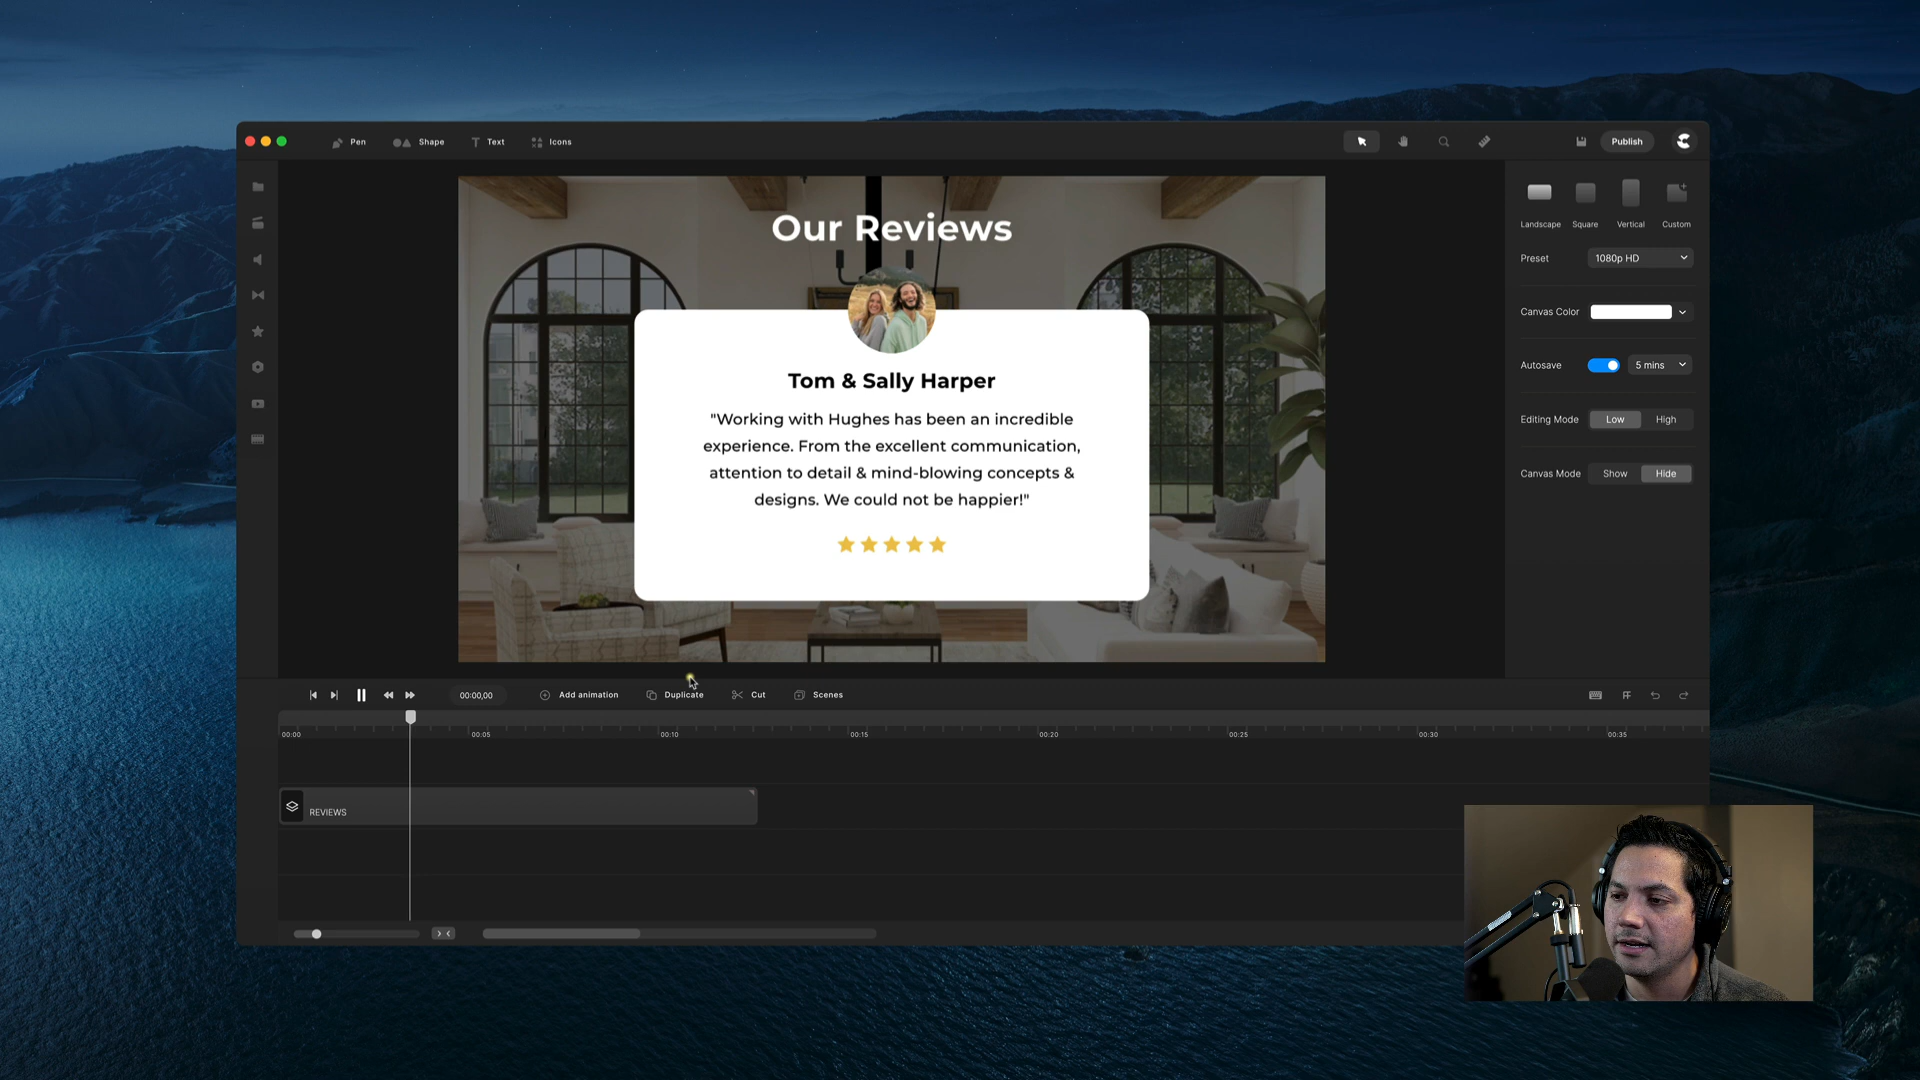 Pen
Shape
Text
Icons
Publish
Our Reviews
Tom & Sally Harper
"Working with Hughes has been an incredible
experience. From the excellent communication,
attention to detail & mind-blowing concepts &
designs. We could not be happier!"
Landscape
Square
Vertical
Custom
Preset
1080p HD
Canvas Color
Autosave
5 mins
Editing Mode
Low
High
Canvas Mode
Show
Hide
00:00,00
Add animation
Duplicate
Cut
Scenes
00:00
00:05
00:10
00:15
00:20
00:25
00:30
00:35
REVIEWS